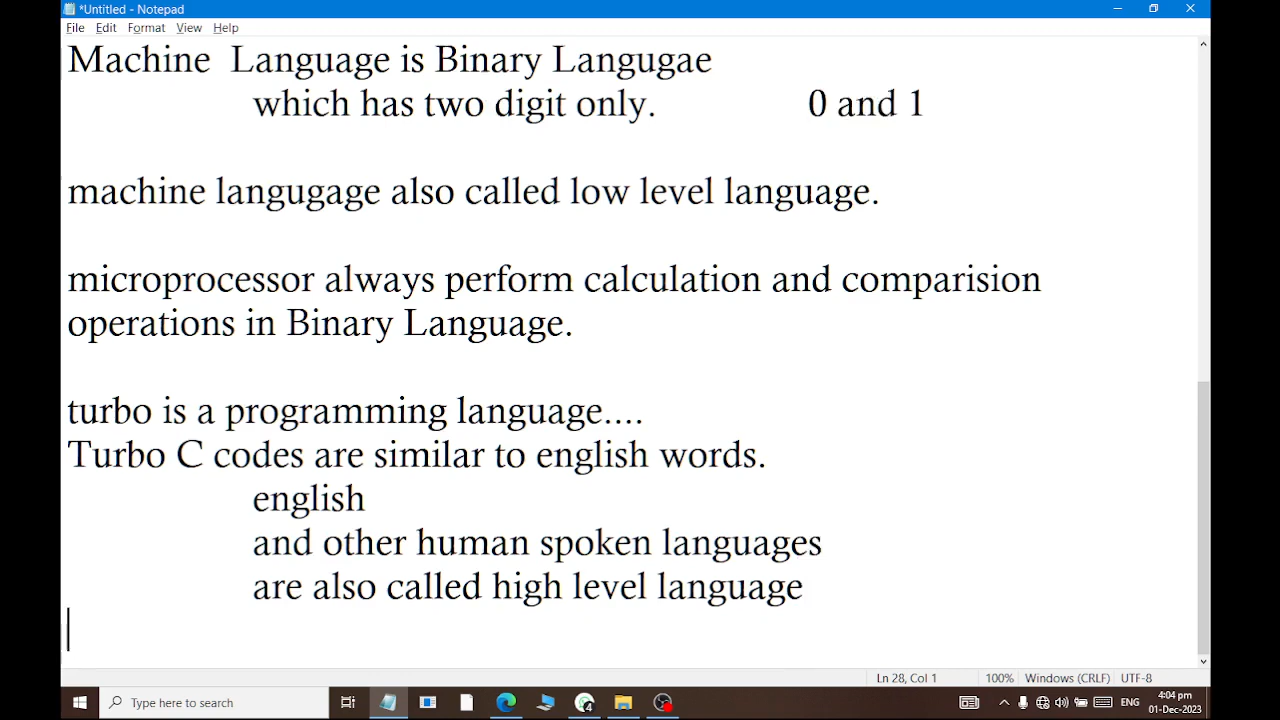 *Untitled - Notepad
File Edit Format View Help
Machine Language is Binary Langugae
which has two digit only. 0 and 1
machine langugage also called low level language.
microprocessor always perform calculation and comparision
operations in Binary Language.
turbo is a programming language....
Turbo C codes are similar to english words.
english
and other human spoken languages
are also called high level language
Ln 28, Col 1 100% Windows (CRLF) UTF-8
Type here to search 4 ENG 4:04 pm
01-Dec-2023